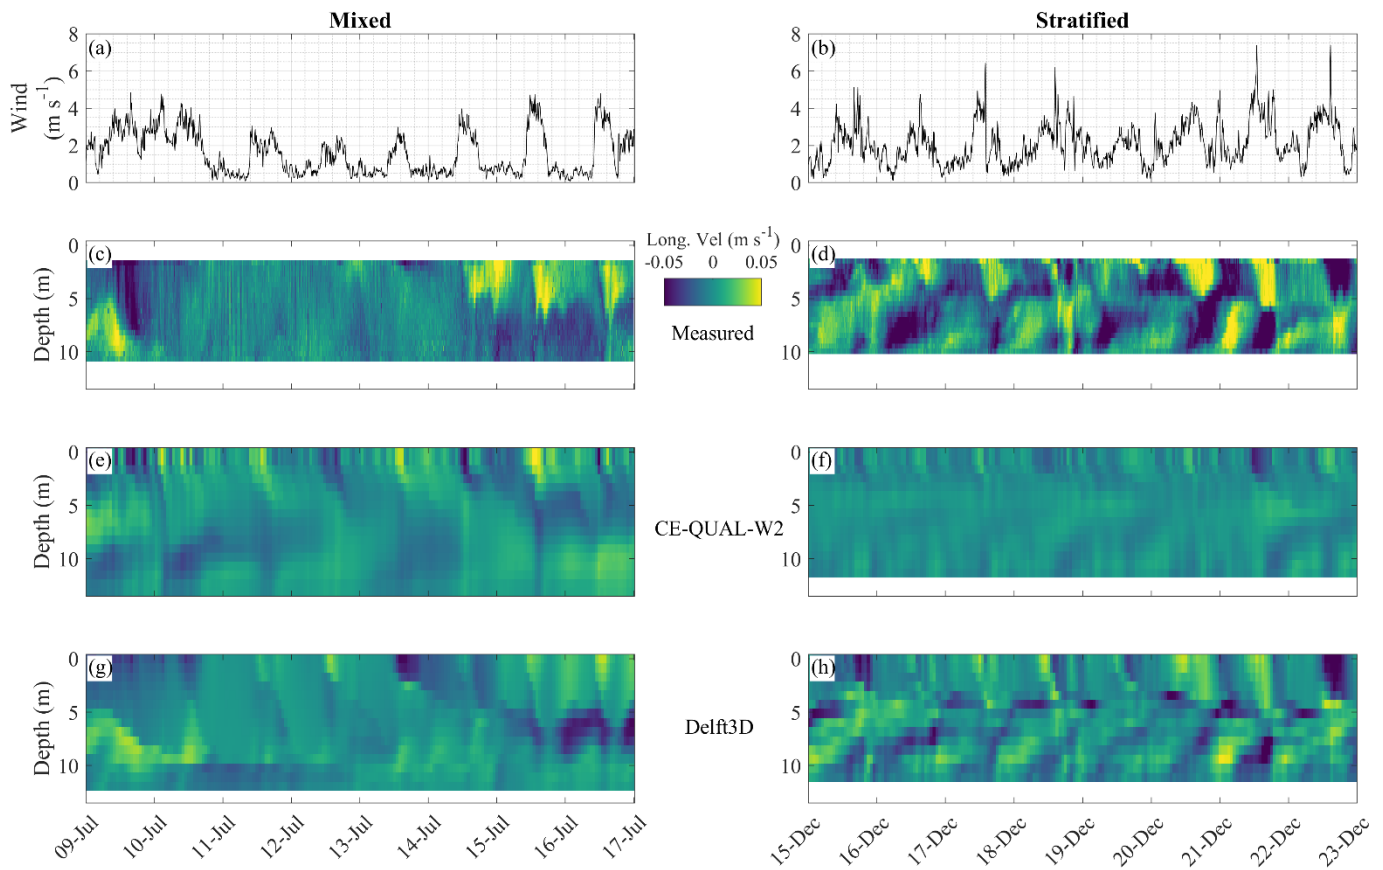 Mixed
Stratified
(a)
(b)
Wind
(m s-1)
8
6
4
2
0
8
6
4
2
0
(c)
(d)
Long. Vel (m s-1)
-0.05 0 0.05
Measured
Depth (m)
0
5
10
0
5
10
(e)
(f)
CE-QUAL-W2
Depth (m)
0
5
10
0
5
10
(g)
(h)
Delft3D
Depth (m)
0
5
10
0
5
10
09-Jul 10-Jul 11-Jul 12-Jul 13-Jul 14-Jul 15-Jul 16-Jul 17-Jul
15-Dec 16-Dec 17-Dec 18-Dec 19-Dec 20-Dec 21-Dec 22-Dec 23-Dec